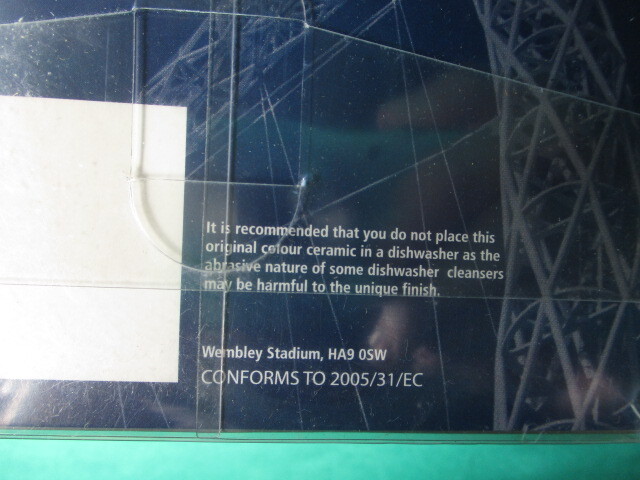 It is recommended that you do not place this
original colour ceramic in a dishwasher as the
abrasive nature of some dishwasher cleansers
may be harmful to the unique finish.
Wembley Stadium, HA9 0SW
CONFORMS TO 2005/31/EC